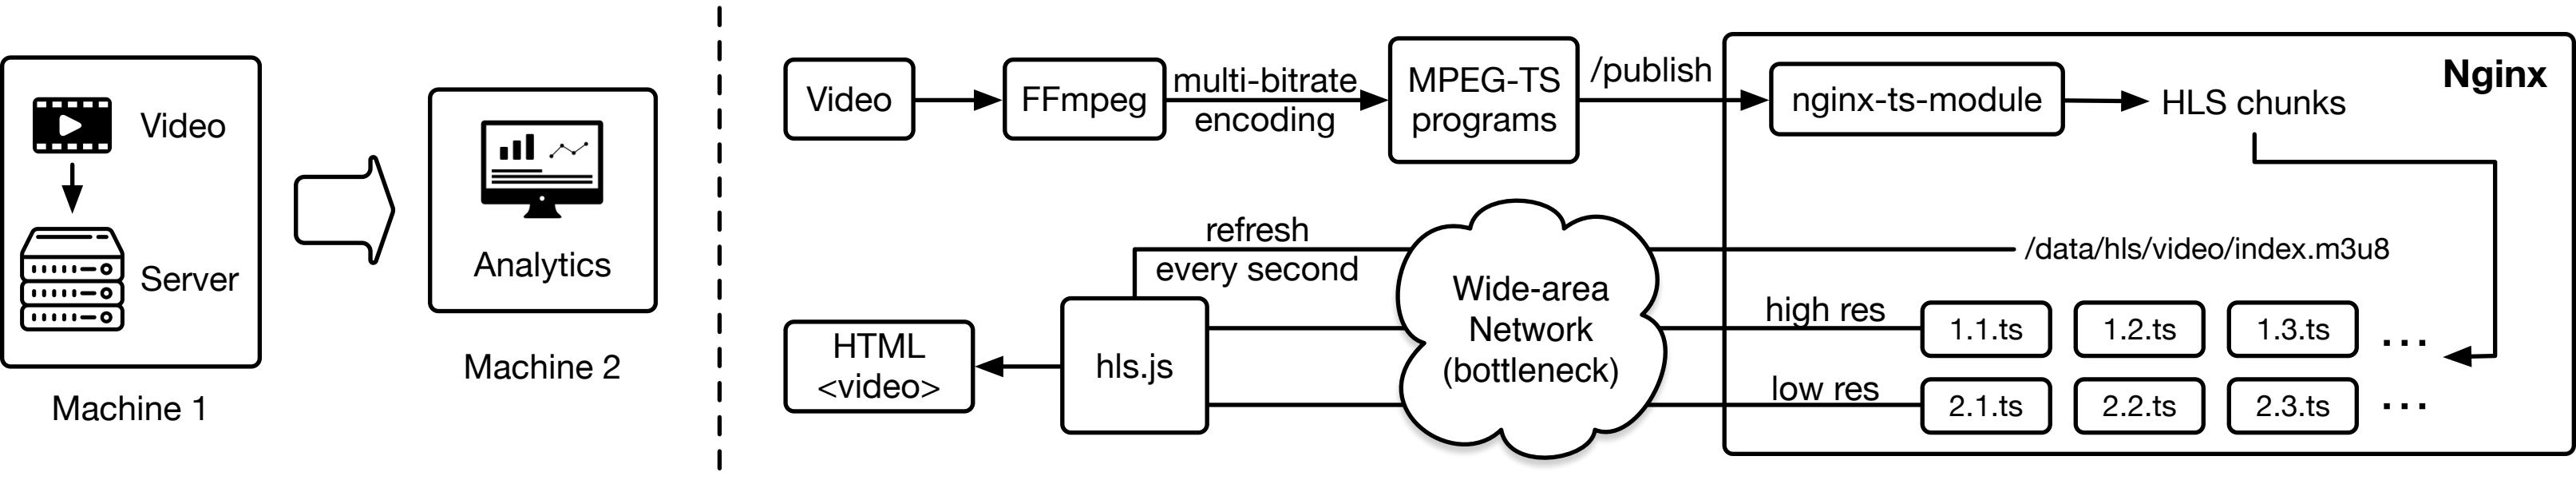 Video
Server
Machine 1
Analytics
Machine 2
Video
FFmpeg
multi-bitrate
encoding
MPEG-TS
programs
/publish
Nginx
nginx-ts-module
HLS chunks
refresh
every second
/data/hls/video/index.m3u8
Wide-area
Network
(bottleneck)
HTML
<video>
hls.js
high res
1.1.ts
1.2.ts
1.3.ts
...
low res
2.1.ts
2.2.ts
2.3.ts
...